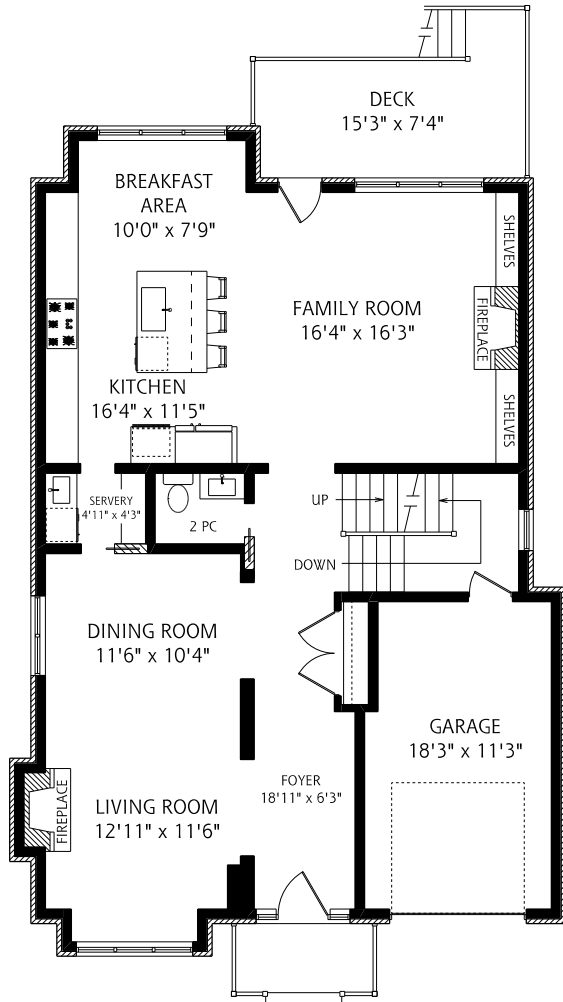 DECK
15'3" x 7'4"
BREAKFAST
AREA
10'0" x 7'9"
SHELVES
FAMILY ROOM
16'4" x 16'3"
FIREPLACE
KITCHEN
16'4" x 11'5"
SHELVES
SERVERY
4'11" x 4'3"
2 PC
UP
DOWN
DINING ROOM
11'6" x 10'4"
GARAGE
18'3" x 11'3"
FOYER
18'11" x 6'3"
FIREPLACE
LIVING ROOM
12'11" x 11'6"